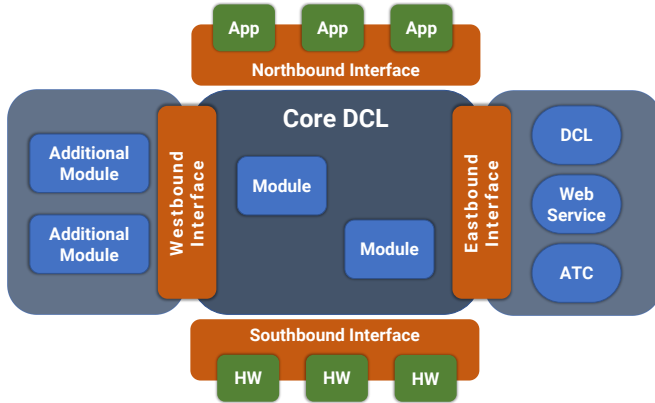 App App App
Northbound Interface
Core DCL
Additional
Module
Additional
Module
Westbound
Interface
Module
Module
Eastbound
Interface
DCL
Web
Service
ATC
Southbound Interface
HW HW HW